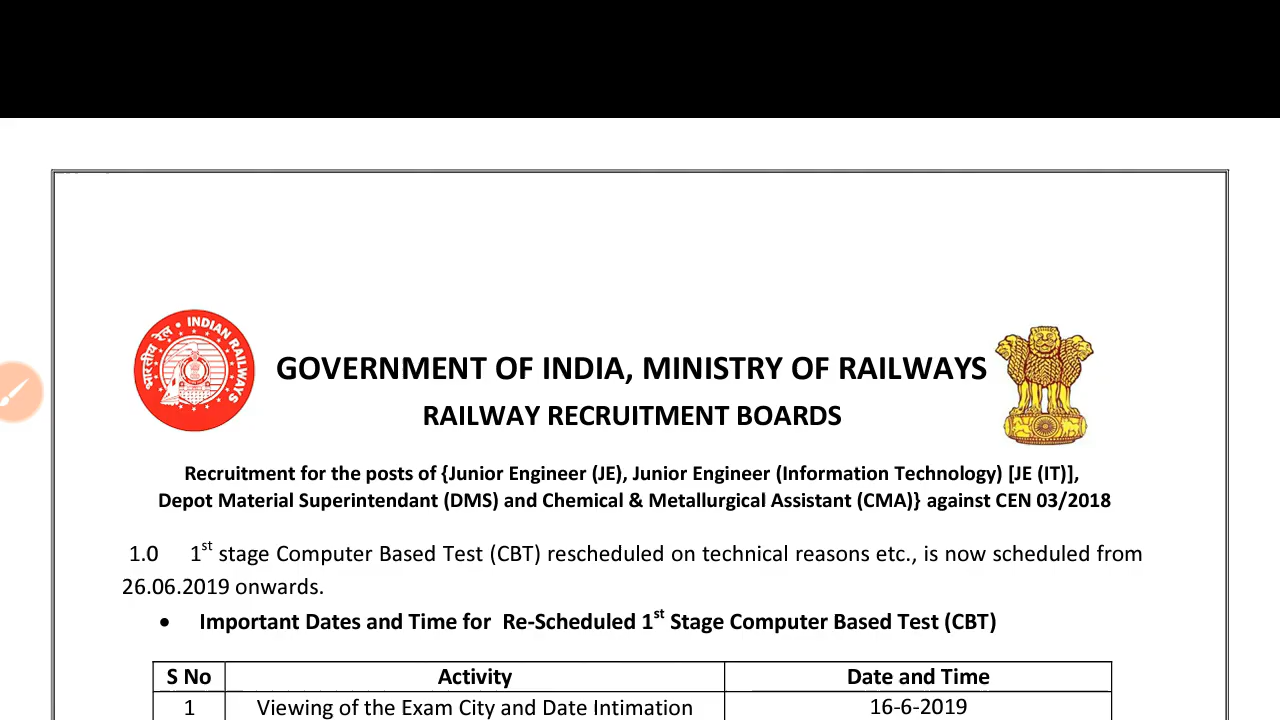 भारतीय रेल • INDIAN RAILWAYS
GOVERNMENT OF INDIA, MINISTRY OF RAILWAYS
RAILWAY RECRUITMENT BOARDS
Recruitment for the posts of {Junior Engineer (JE), Junior Engineer (Information Technology) [JE (IT)],
Depot Material Superintendant (DMS) and Chemical & Metallurgical Assistant (CMA)} against CEN 03/2018
1.0 1st stage Computer Based Test (CBT) rescheduled on technical reasons etc., is now scheduled from
26.06.2019 onwards.
• Important Dates and Time for Re-Scheduled 1st Stage Computer Based Test (CBT)
S No Activity Date and Time
1 Viewing of the Exam City and Date Intimation 16-6-2019